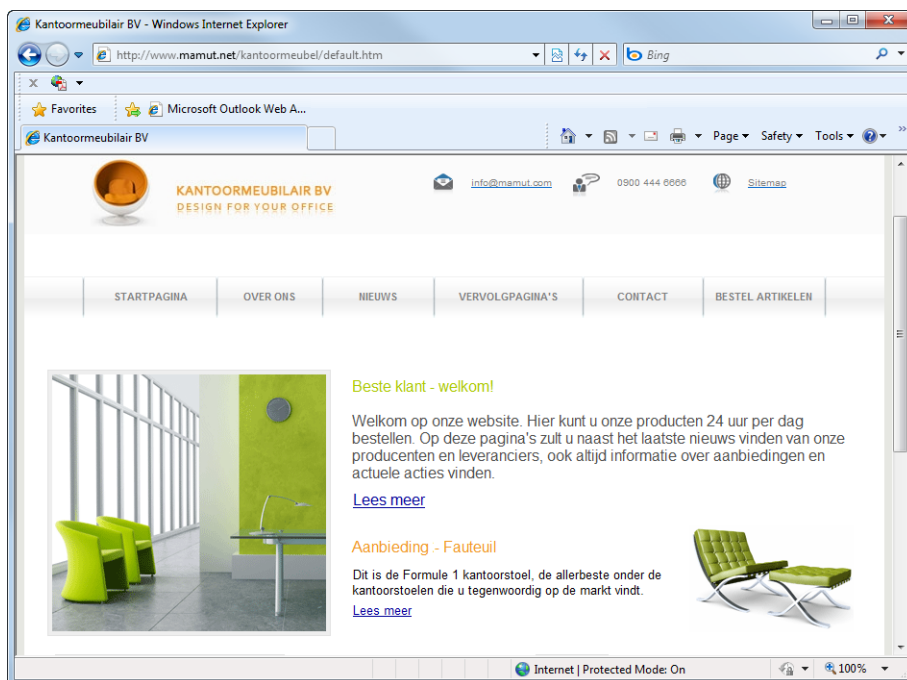 Kantoormeubilair BV - Windows Internet Explorer
http://www.mamut.net/kantoormeubel/default.htm
Bing
x
Favorites
Microsoft Outlook Web A...
Kantoormeubilair BV
Page
Safety
Tools
KANTOORMEUBILAIR BV
DESIGN FOR YOUR OFFICE
info@mamut.com
0900 444 6666
Sitemap
STARTPAGINA
OVER ONS
NIEUWS
VERVOLGPAGINA'S
CONTACT
BESTEL ARTIKELEN
Beste klant - welkom!
Welkom op onze website. Hier kunt u onze producten 24 uur per dag
bestellen. Op deze pagina's zult u naast het laatste nieuws vinden van onze
producenten en leveranciers, ook altijd informatie over aanbiedingen en
actuele acties vinden.
Lees meer
Aanbieding - Fauteuil
Dit is de Formule 1 kantoorstoel, de allerbeste onder de
kantoorstoelen die u tegenwoordig op de markt vindt.
Lees meer
Internet | Protected Mode: On
100%